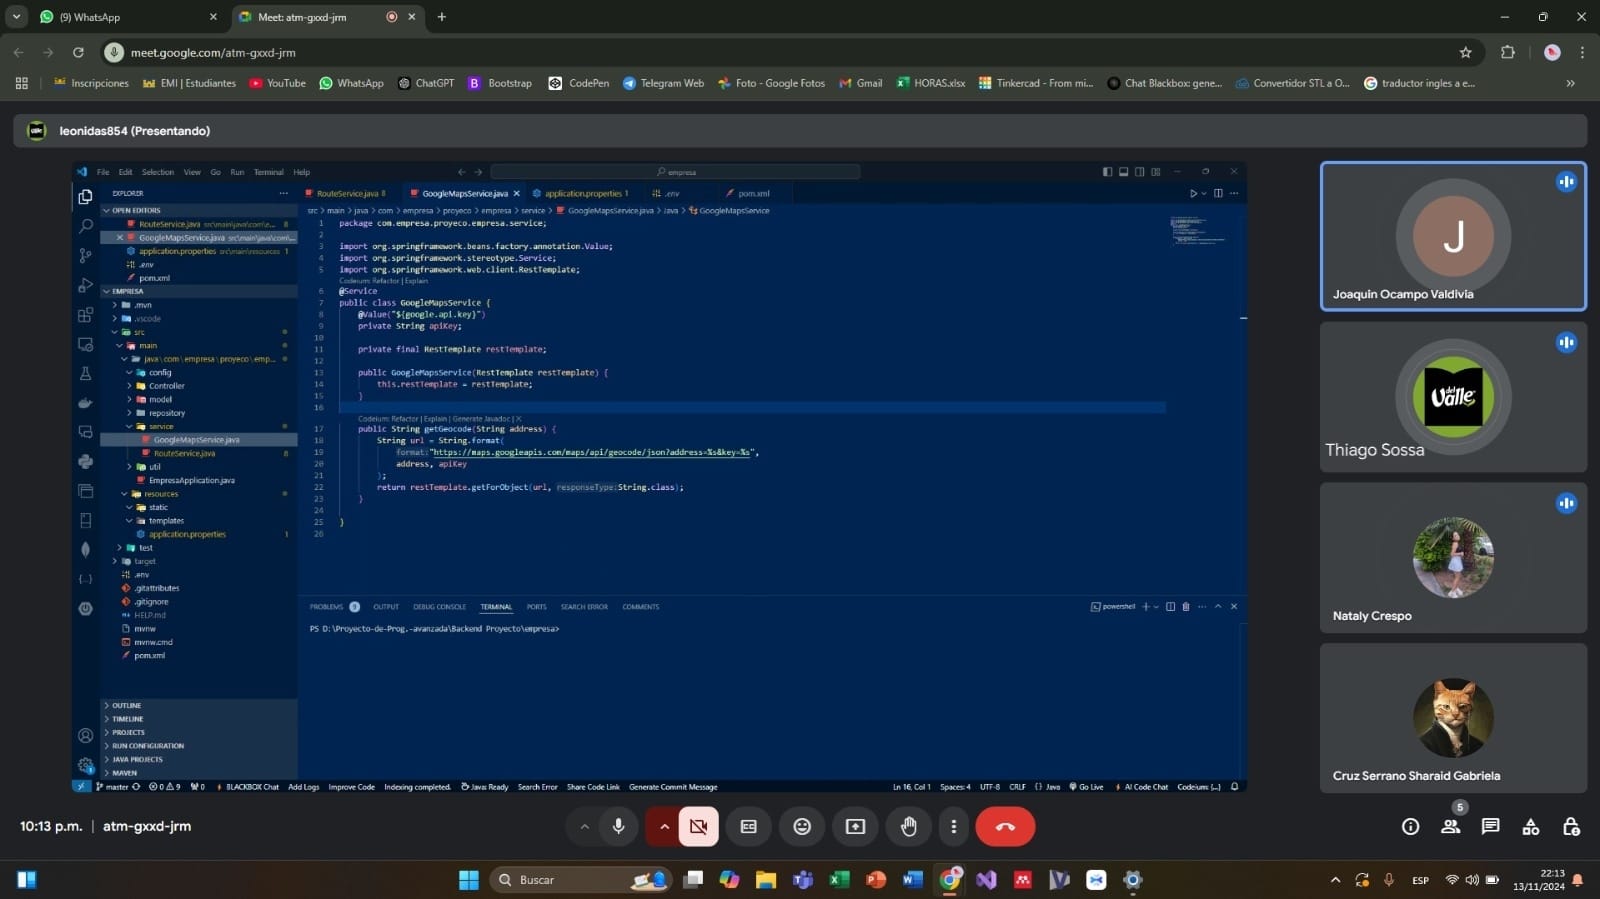 (9) WhatsApp
Meet: atm-gxxd-jrm
meet.google.com/atm-gxxd-jrm
Inscripciones
EMI | Estudiantes
YouTube
WhatsApp
ChatGPT
Bootstrap
CodePen
Telegram Web
Foto - Google Fotos
Gmail
HORAS.xlsx
Tinkercad - From mi...
Chat Blackbox: gene...
Convertidor STL a O...
traductor ingles a e...
leonidas854 (Presentando)
File Edit Selection View Go Run Terminal Help
empresa
EXPLORER
OPEN EDITORS
RouteService.java src\main\java\com\e... 8
GoogleMapsService.java src\main\java\com\...
application.properties src\main\resources 1
.env
pom.xml
EMPRESA
.mvn
.vscode
src
main
java\com\empresa\proyeco\emp...
config
Controller
model
repository
service
GoogleMapsService.java
RouteService.java 8
util
EmpresaApplication.java
resources
static
templates
application.properties 1
test
target
.env
.gitattributes
.gitignore
HELP.md
mvnw
mvnw.cmd
pom.xml
OUTLINE
TIMELINE
PROJECTS
RUN CONFIGURATION
JAVA PROJECTS
MAVEN
RouteService.java 8
GoogleMapsService.java
application.properties 1
.env
pom.xml
src > main > java > com > empresa > proyeco > empresa > service > GoogleMapsService.java > Java > GoogleMapsService
1 package com.empresa.proyeco.empresa.service;
2
3 import org.springframework.beans.factory.annotation.Value;
4 import org.springframework.stereotype.Service;
5 import org.springframework.web.client.RestTemplate;
Codeium: Refactor | Explain
6 @Service
7 public class GoogleMapsService {
8 @Value("${google.api.key}")
9 private String apiKey;
10
11 private final RestTemplate restTemplate;
12
13 public GoogleMapsService(RestTemplate restTemplate) {
14 this.restTemplate = restTemplate;
15 }
16
Codeium: Refactor | Explain | Generate Javadoc | X
17 public String getGeocode(String address) {
18 String url = String.format(
19 format:"https://maps.googleapis.com/maps/api/geocode/json?address=%s&key=%s",
20 address, apiKey
21 );
22 return restTemplate.getForObject(url, responseType:String.class);
23 }
24
25 }
26
PROBLEMS 9 OUTPUT DEBUG CONSOLE TERMINAL PORTS SEARCH ERROR COMMENTS
powershell
PS D:\Proyecto-de-Prog.-avanzada\Backend Proyecto\empresa>
master 0 9 0 BLACKBOX Chat Add Logs Improve Code Indexing completed. Java: Ready Search Error Share Code Link Generate Commit Message
Ln 16, Col 1 Spaces: 4 UTF-8 CRLF {} Java Go Live AI Code Chat Codeium: {...}
J
Joaquin Ocampo Valdivia
del Valle
Thiago Sossa
Nataly Crespo
Cruz Serrano Sharaid Gabriela
10:13 p.m. | atm-gxxd-jrm
5
Buscar
ESP
22:13
13/11/2024